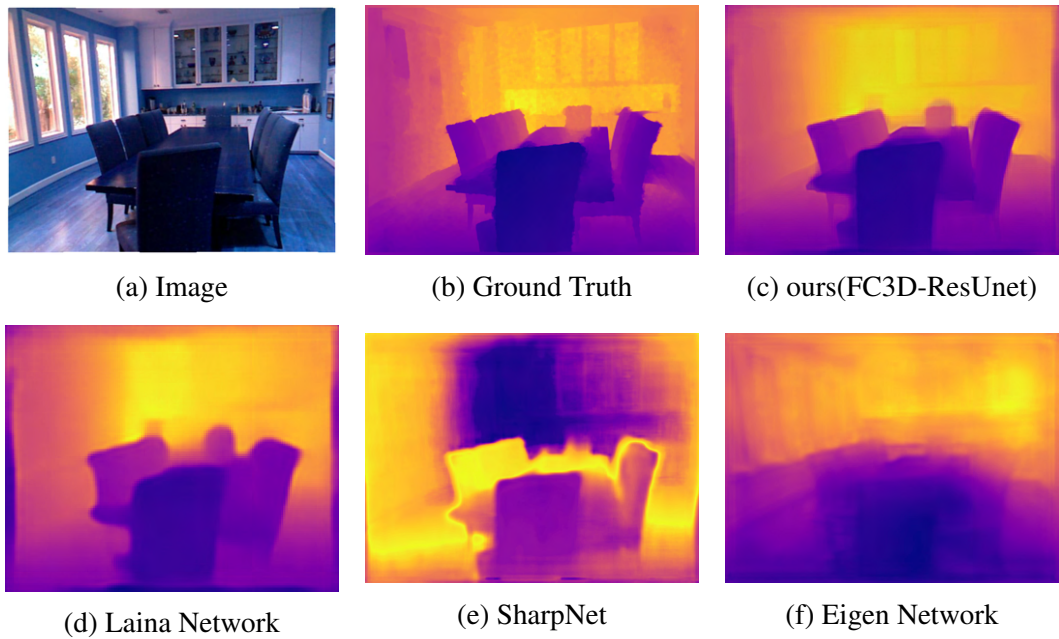 (a) Image
(b) Ground Truth
(c) ours(FC3D-ResUnet)
(d) Laina Network
(e) SharpNet
(f) Eigen Network